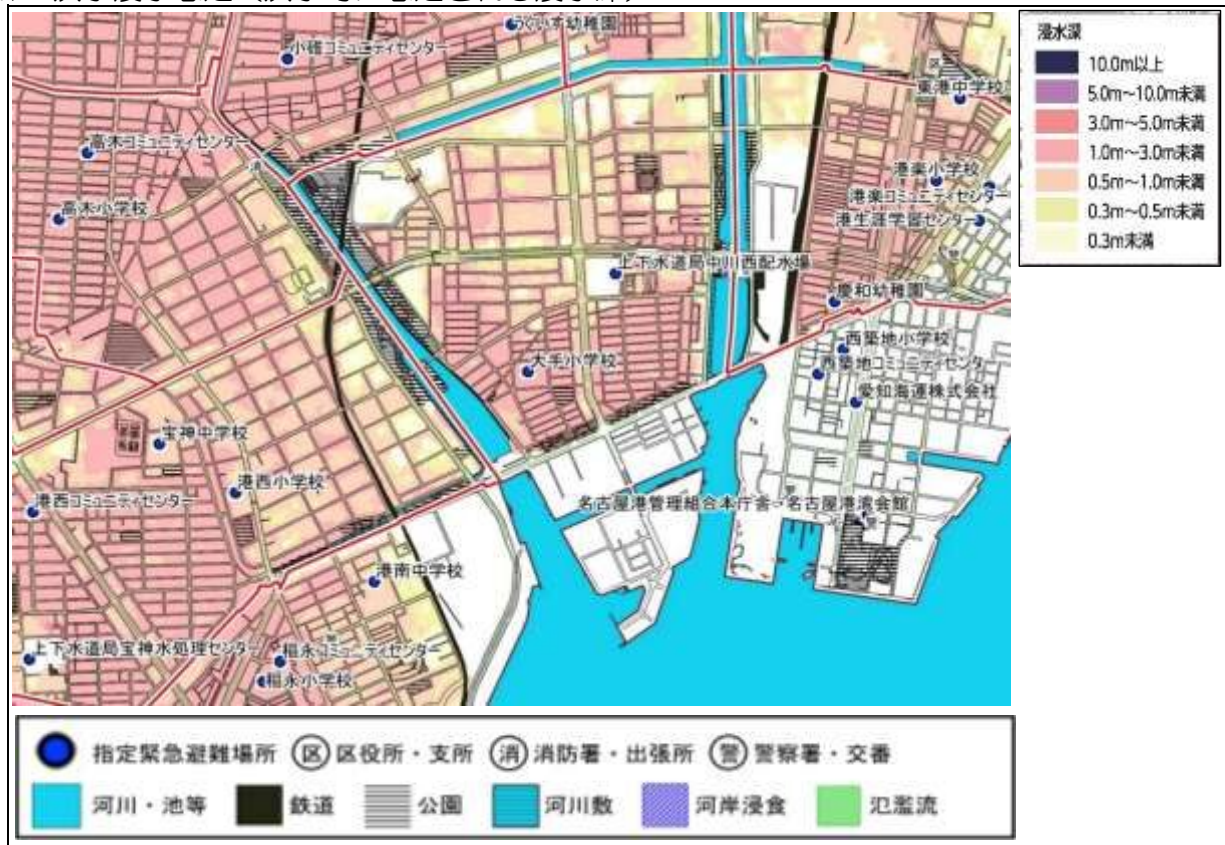 うぐいす幼稚園
小碓コミュニティセンター
区
東港中学校
高木コミュニティセンター
消
港楽小学校
港楽コミュニティセンター
高木小学校
港生涯学習センター
警
上下水道局中川西配水場
慶和幼稚園
西築地小学校
大手小学校
西築地コミュニティセンタ
愛知海運株式会社
宝神中学校
港西小学校
港西コミュニティセンター
名古屋港管理組合本庁舎・名古屋港湾会館
港南中学校
上下水道局宝神水処理センター
稲永コミュニティセンター
稲永小学校
浸水深
10.0m以上
5.0m～10.0m未満
3.0m～5.0m未満
1.0m～3.0m未満
0.5m～1.0m未満
0.3m～0.5m未満
0.3m未満
指定緊急避難場所 区 区役所・支所 消 消防署・出張所 警 警察署・交番
河川・池等 鉄道 公園 河川敷 河岸浸食 氾濫流